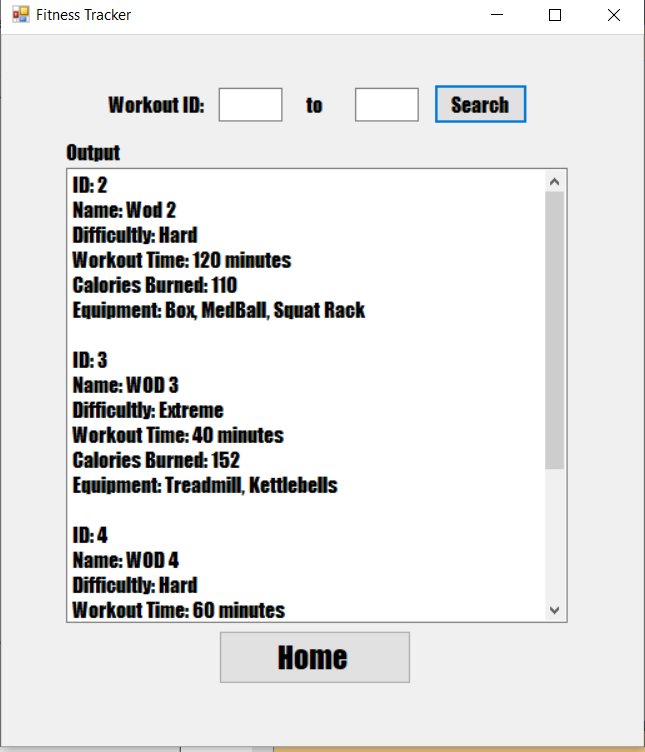 Fitness Tracker
Workout ID: to Search
Output
ID: 2
Name: Wod 2
Difficultly: Hard
Workout Time: 120 minutes
Calories Burned: 110
Equipment: Box, MedBall, Squat Rack
ID: 3
Name: WOD 3
Difficultly: Extreme
Workout Time: 40 minutes
Calories Burned: 152
Equipment: Treadmill, Kettlebells
ID: 4
Name: WOD 4
Difficultly: Hard
Workout Time: 60 minutes
Home